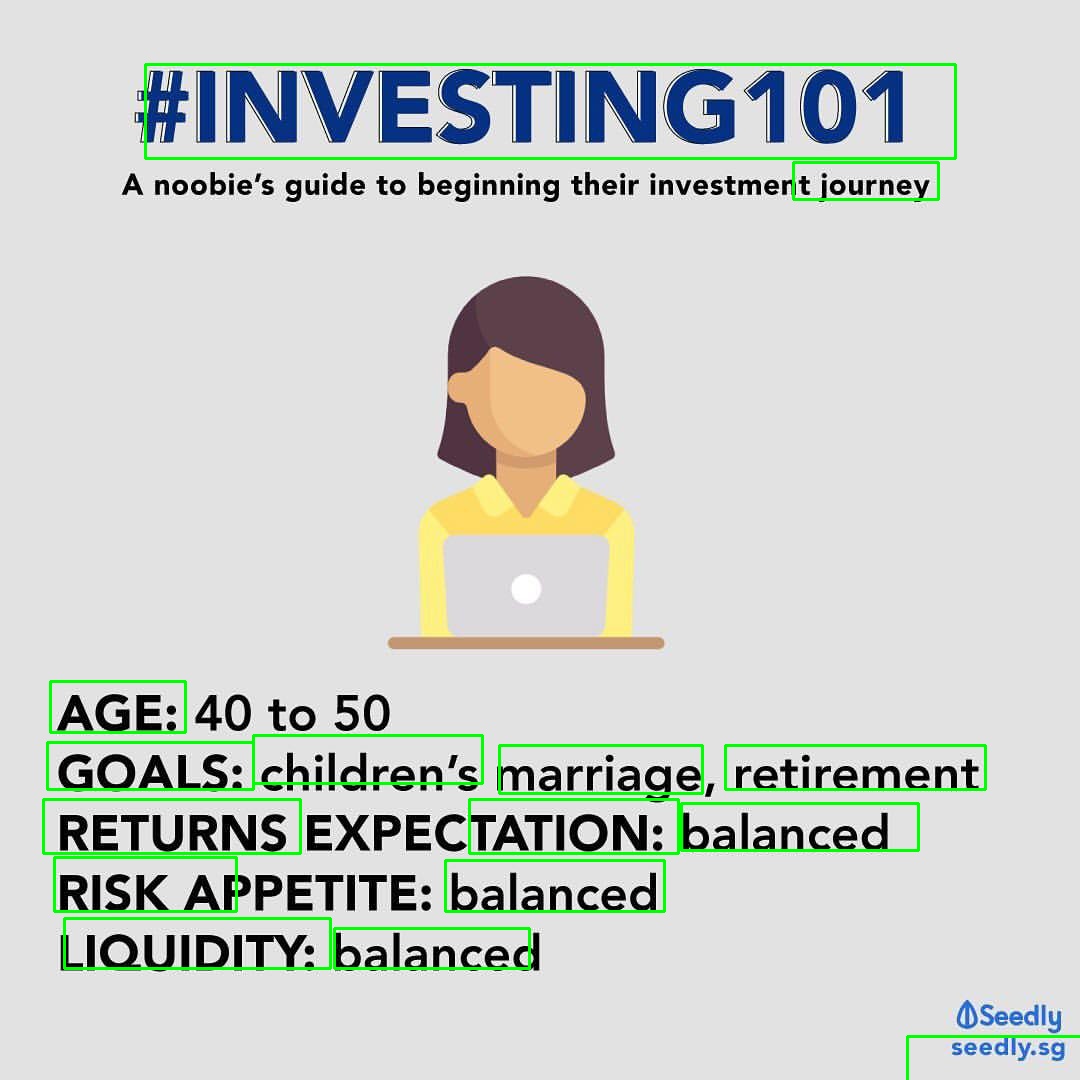 #INVESTING101
A noobie's guide to beginning their investment journey
AGE: 40 to 50
GOALS: children's marriage, retirement
RETURNS EXPECTATION: balanced
RISK APPETITE: balanced
LIQUIDITY: balanced
Seedly
seedly.sg